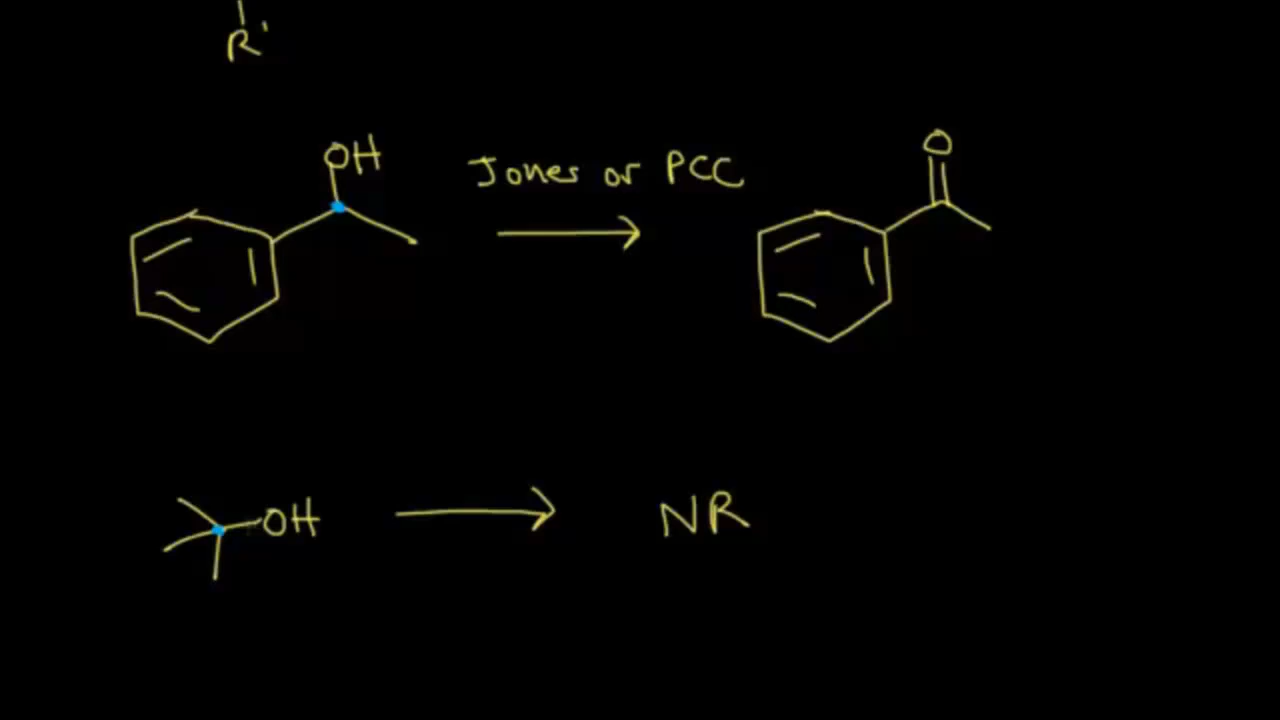 R'
OH
Jones or PCC
O
OH
NR